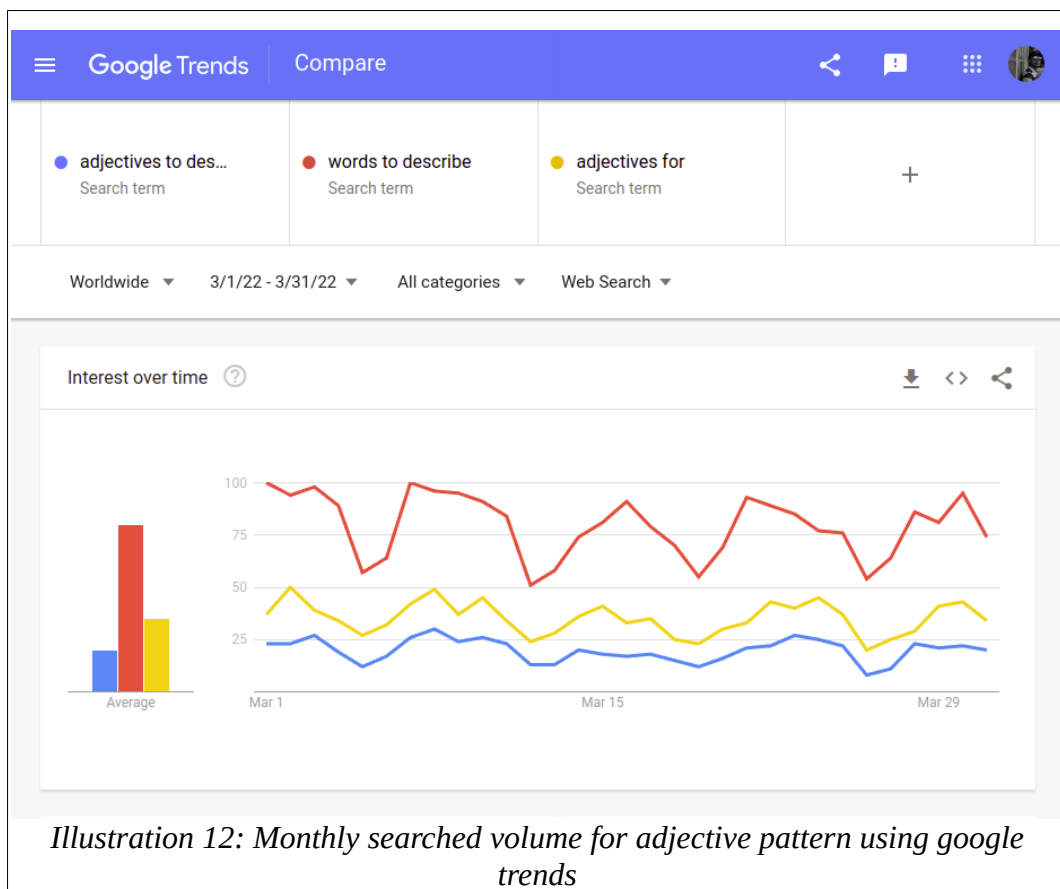 Google Trends
Compare
adjectives to des...
Search term
words to describe
Search term
adjectives for
Search term
+
Worldwide
3/1/22 - 3/31/22
All categories
Web Search
Interest over time
?
100
75
50
25
Average
Mar 1
Mar 15
Mar 29
Illustration 12: Monthly searched volume for adjective pattern using google
trends